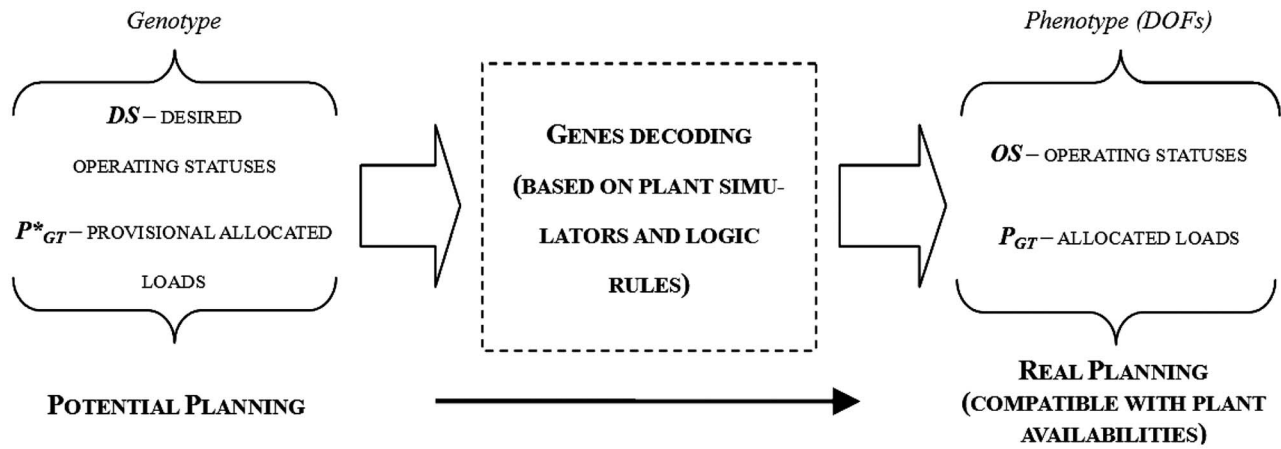 Genotype
DS – DESIRED
OPERATING STATUSES
P*GT – PROVISIONAL ALLOCATED
LOADS
POTENTIAL PLANNING
GENES DECODING
(BASED ON PLANT SIMU-
LATORS AND LOGIC
RULES)
Phenotype (DOFs)
OS – OPERATING STATUSES
PGT – ALLOCATED LOADS
REAL PLANNING
(COMPATIBLE WITH PLANT
AVAILABILITIES)